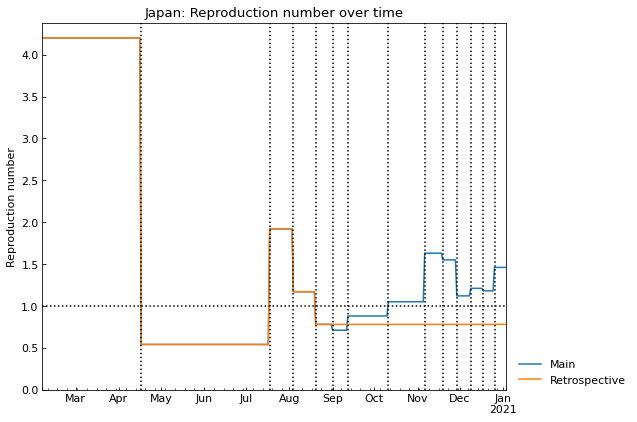 Japan: Reproduction number over time
Reproduction number
4.0
3.5
3.0
2.5
2.0
1.5
1.0
0.5
0.0
Mar Apr May Jun Jul Aug Sep Oct Nov Dec Jan
2021
Main
Retrospective